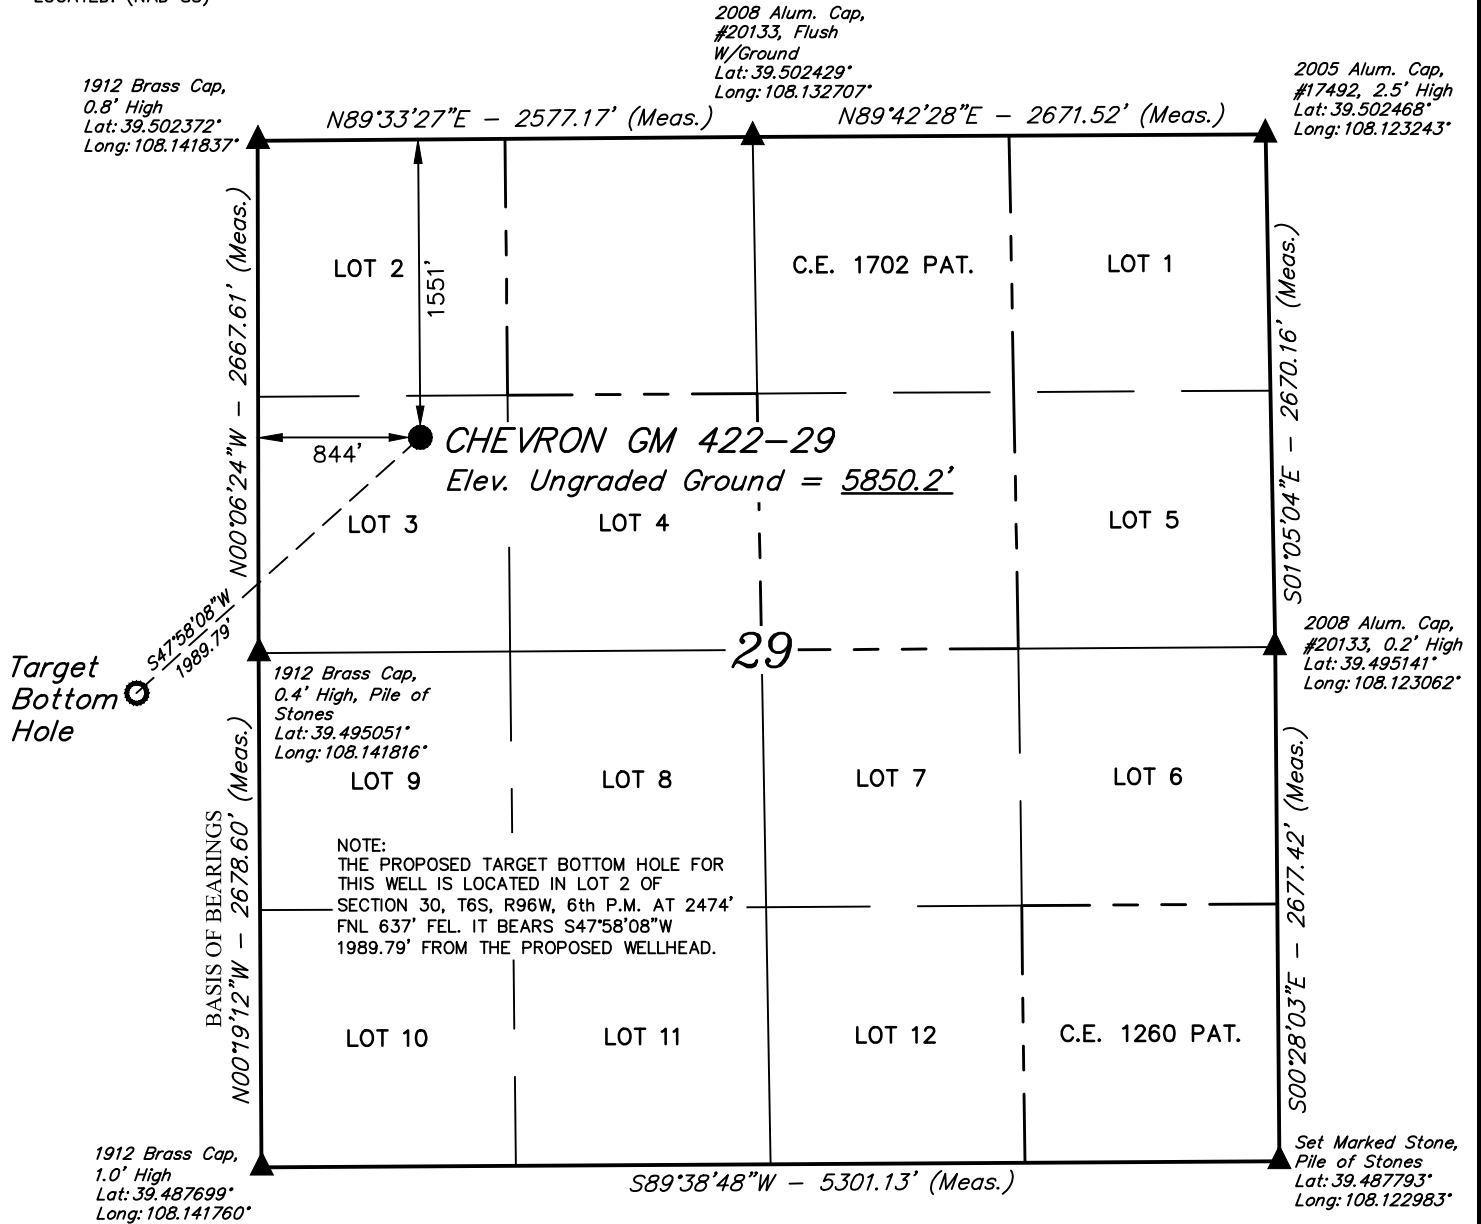 2008 Alum. Cap,
#20133, Flush
W/Ground
Lat: 39.502429°
Long: 108.132707°
1912 Brass Cap,
0.8' High
Lat: 39.502372°
Long: 108.141837°
2005 Alum. Cap,
#17492, 2.5' High
Lat: 39.502468°
Long: 108.123243°
N89°33'27"E - 2577.17' (Meas.)
N89°42'28"E - 2671.52' (Meas.)
N00°06'24"W - 2667.61' (Meas.)
LOT 2
1551'
C.E. 1702 PAT.
LOT 1
S01°05'04"E - 2670.16' (Meas.)
844'
CHEVRON GM 422-29
Elev. Ungraded Ground = 5850.2'
LOT 3
LOT 4
LOT 5
S47°58'08"W
1989.79'
Target
Bottom
Hole
29
2008 Alum. Cap,
#20133, 0.2' High
Lat: 39.495141°
Long: 108.123062°
1912 Brass Cap,
0.4' High, Pile of
Stones
Lat: 39.495051°
Long: 108.141816°
LOT 9
LOT 8
LOT 7
LOT 6
BASIS OF BEARINGS
N00°19'12"W - 2678.60' (Meas.)
NOTE:
THE PROPOSED TARGET BOTTOM HOLE FOR
THIS WELL IS LOCATED IN LOT 2 OF
SECTION 30, T6S, R96W, 6th P.M. AT 2474'
FNL 637' FEL. IT BEARS S47°58'08"W
1989.79' FROM THE PROPOSED WELLHEAD.
S00°28'03"E - 2677.42' (Meas.)
LOT 10
LOT 11
LOT 12
C.E. 1260 PAT.
1912 Brass Cap,
1.0' High
Lat: 39.487699°
Long: 108.141760°
S89°38'48"W - 5301.13' (Meas.)
Set Marked Stone,
Pile of Stones
Lat: 39.487793°
Long: 108.122983°